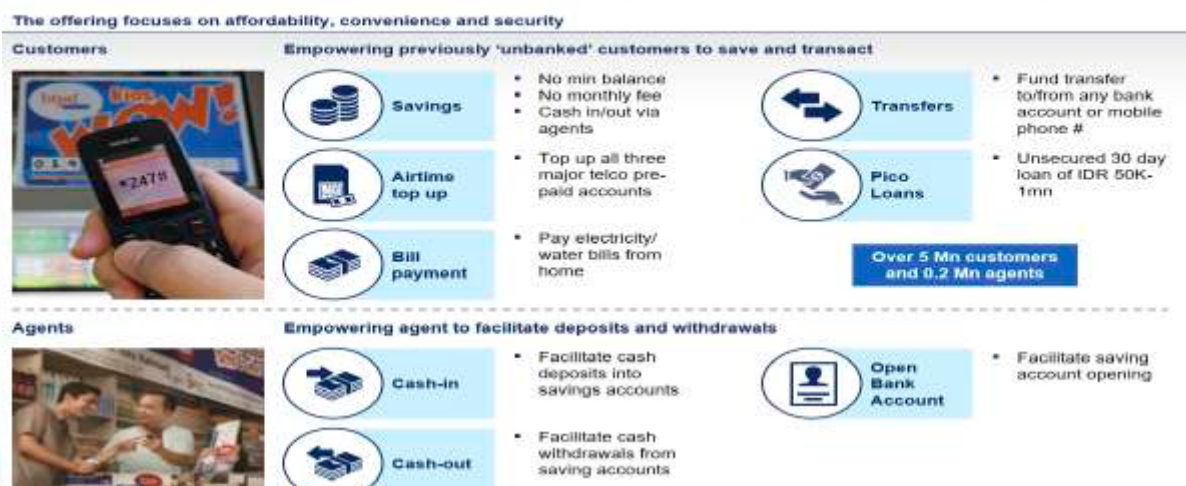 The offering focuses on affordability, convenience and security
Customers
Empowering previously 'unbanked' customers to save and transact
WOW!
*247#
Savings
▪ No min balance
▪ No monthly fee
▪ Cash in/out via
agents
Transfers
▪ Fund transfer
to/from any bank
account or mobile
phone #
Airtime
top up
▪ Top up all three
major telco pre-
paid accounts
Pico
Loans
▪ Unsecured 30 day
loan of IDR 50K-
1mn
Bill
payment
▪ Pay electricity/
water bills from
home
Over 5 Mn customers
and 0.2 Mn agents
Agents
Empowering agent to facilitate deposits and withdrawals
Cash-in
▪ Facilitate cash
deposits into
savings accounts
Open
Bank
Account
▪ Facilitate saving
account opening
Cash-out
▪ Facilitate cash
withdrawals from
saving accounts